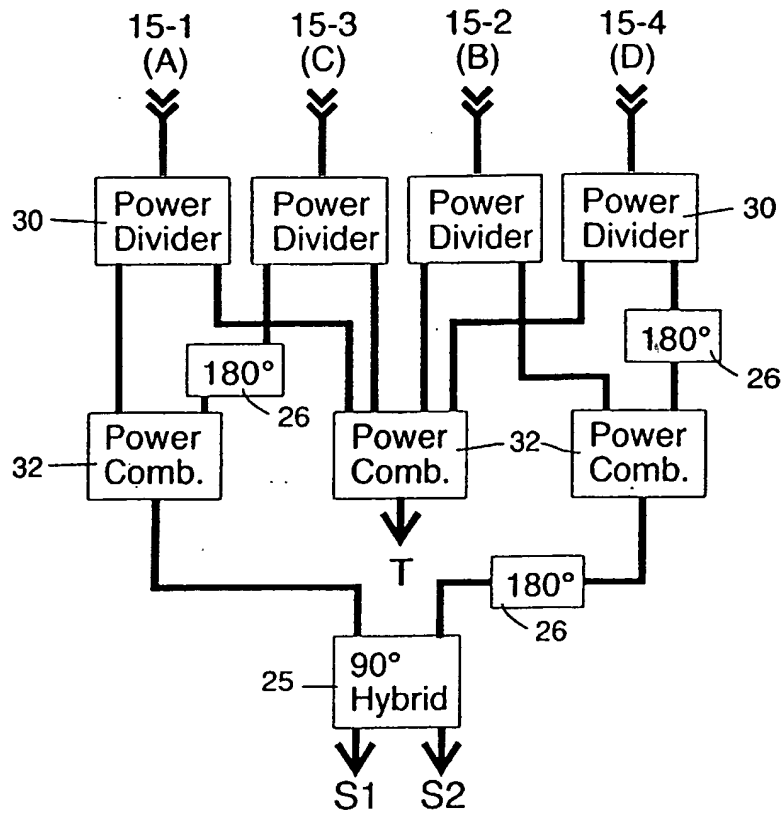 15-1 15-3 15-2 15-4
(A) (C) (B) (D)
30
Power Divider
Power Divider
Power Divider
Power Divider
30
180°
26
180°
26
32
Power Comb.
Power Comb.
32
Power Comb.
T
180°
26
25
90° Hybrid
S1 S2